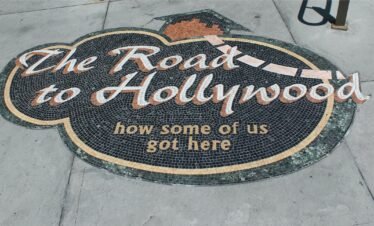 The Road
to Hollywood
how some of us
got here